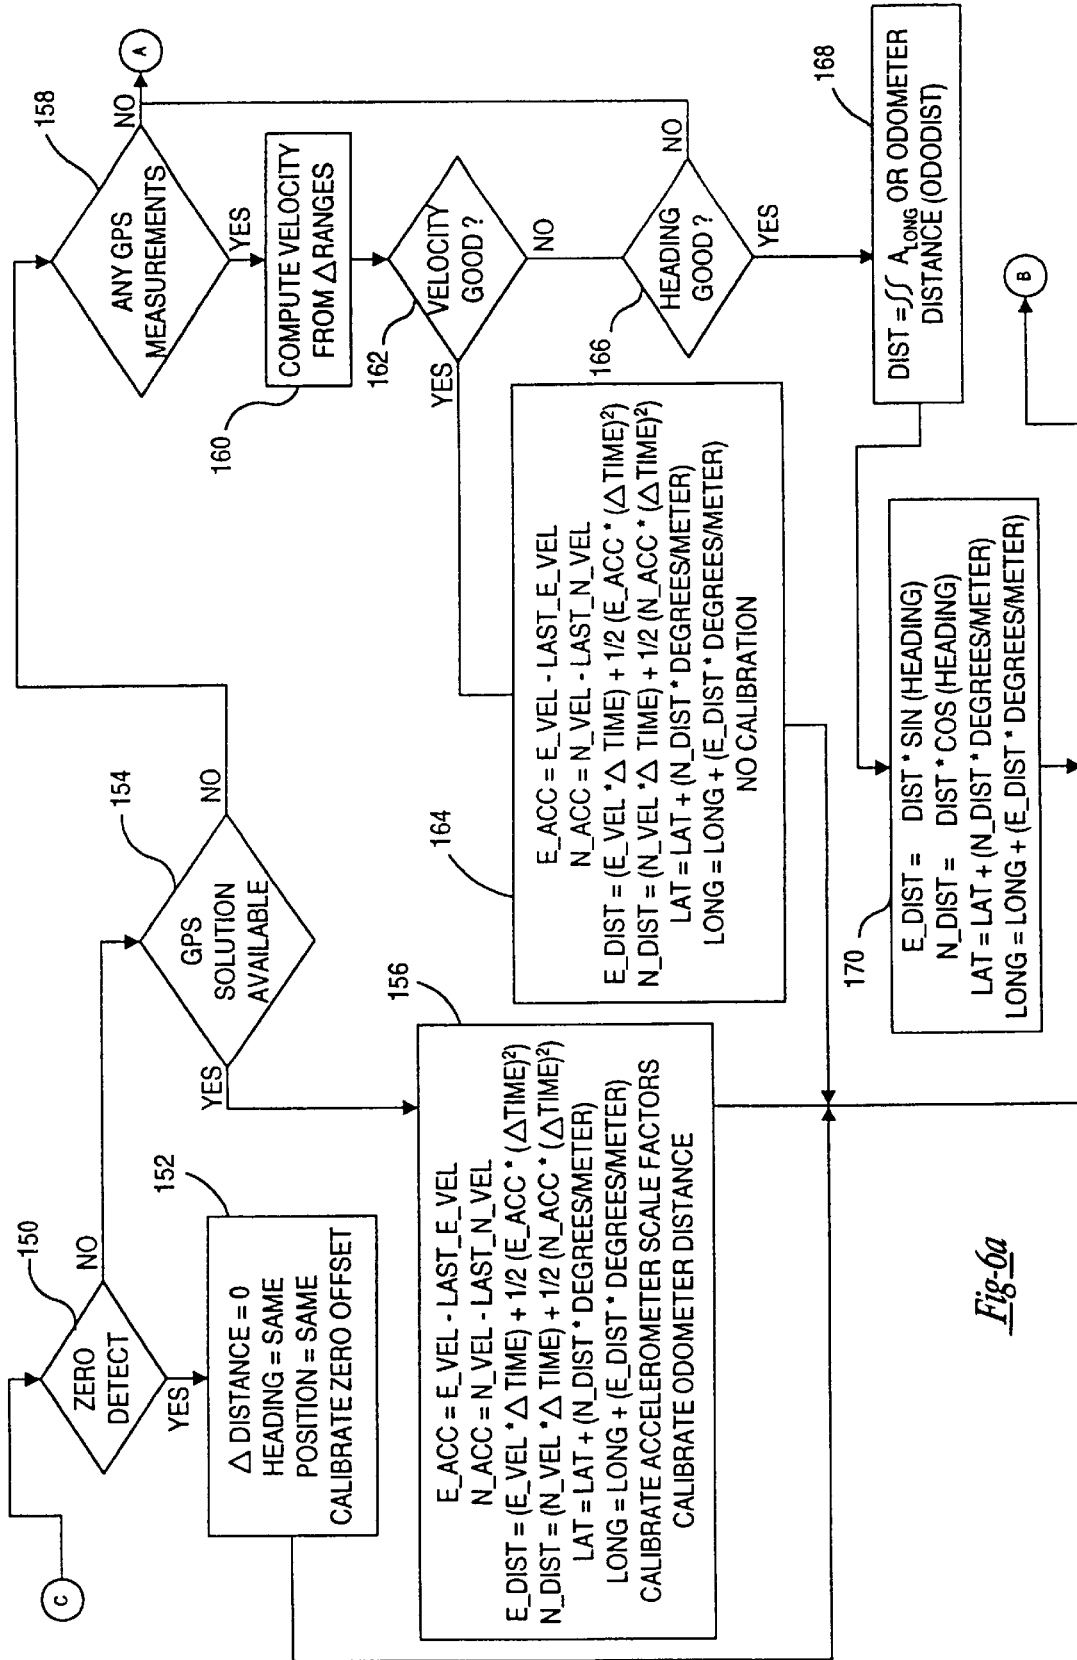 C
150
ZERO
DETECT
NO
YES
152
△ DISTANCE = 0
HEADING = SAME
POSITION = SAME
CALIBRATE ZERO OFFSET
154
GPS
SOLUTION
AVAILABLE
NO
YES
156
E_ACC = E_VEL - LAST_E_VEL
N_ACC = N_VEL - LAST_N_VEL
E_DIST = (E_VEL *△ TIME) + 1/2 (E_ACC * (△TIME)²)
N_DIST = (N_VEL *△ TIME) + 1/2 (N_ACC * (△TIME)²)
LAT = LAT + (N_DIST * DEGREES/METER)
LONG = LONG + (E_DIST * DEGREES/METER)
CALIBRATE ACCELEROMETER SCALE FACTORS
CALIBRATE ODOMETER DISTANCE
158
ANY GPS
MEASUREMENTS
NO
A
YES
160
COMPUTE VELOCITY
FROM △RANGES
162
VELOCITY
GOOD ?
YES
NO
164
E_ACC = E_VEL - LAST_E_VEL
N_ACC = N_VEL - LAST_N_VEL
E_DIST = (E_VEL *△ TIME) + 1/2 (E_ACC * (△TIME)²)
N_DIST = (N_VEL *△ TIME) + 1/2 (N_ACC * (△TIME)²)
LAT = LAT + (N_DIST * DEGREES/METER)
LONG = LONG + (E_DIST * DEGREES/METER)
NO CALIBRATION
166
HEADING
GOOD ?
NO
YES
168
DIST = ∫∫ A_LONG OR ODOMETER
DISTANCE (ODODIST)
170
E_DIST = DIST * SIN (HEADING)
N_DIST = DIST * COS (HEADING)
LAT = LAT + (N_DIST * DEGREES/METER)
LONG = LONG + (E_DIST * DEGREES/METER)
B
Fig-6a